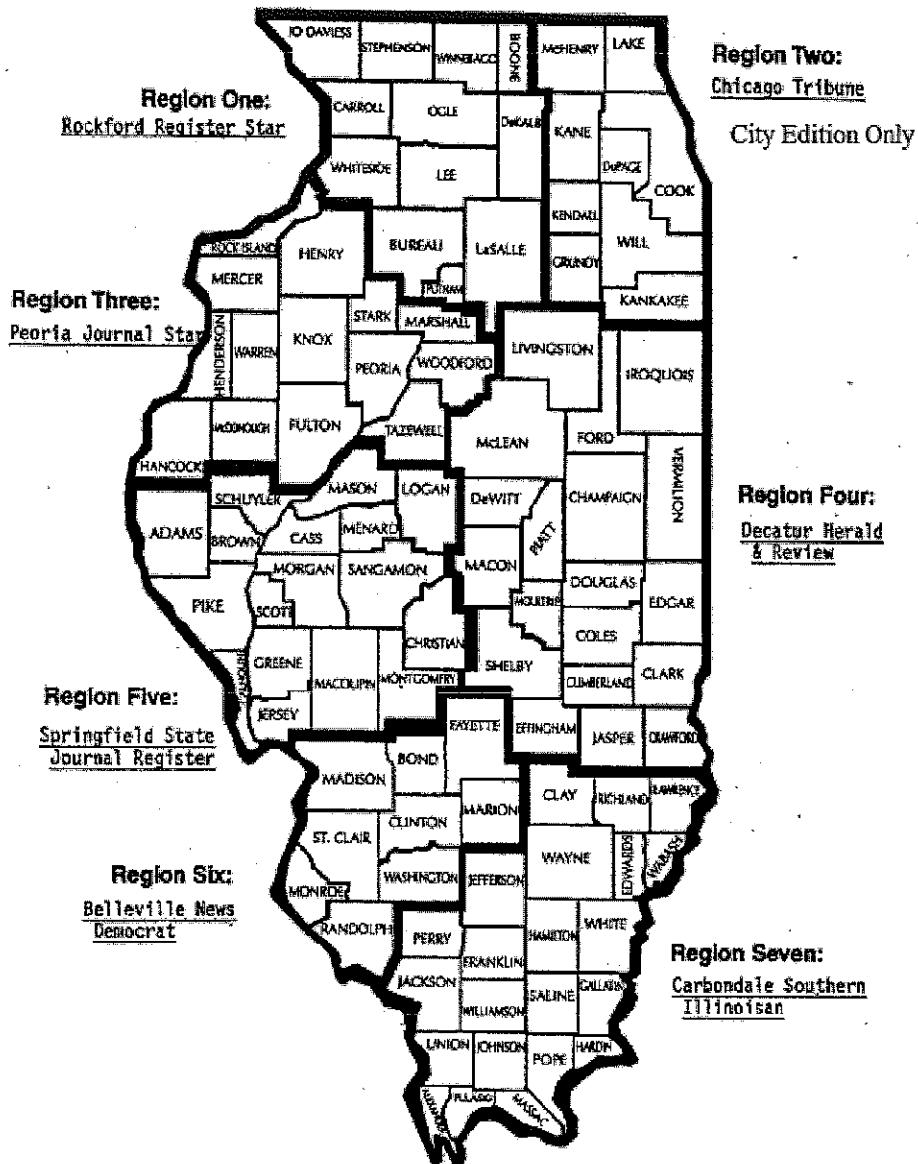 JO DAVIESS
STEPHENSON
WINNEBAGO
BOONE
McHENRY
LAKE
Region Two:
Chicago Tribune
City Edition Only
Region One:
Rockford Register Star
CARROLL
OGLE
DeKALB
KANE
DuPAGE
COOK
WHITESIDE
LEE
KENDALL
WILL
GRUNDY
KANKAKEE
ROCK ISLAND
HENRY
BUREAU
LaSALLE
PUTNAM
MERCER
Region Three:
Peoria Journal Star
HENDERSON
WARREN
KNOX
STARK
MARSHALL
PEORIA
WOODFORD
LIVINGSTON
IROQUOIS
HANCOCK
McDONOUGH
FULTON
TAZEWELL
McLEAN
FORD
VERMILION
ADAMS
SCHUYLER
MASON
LOGAN
DeWITT
CHAMPAIGN
Region Four:
Decatur Herald
& Review
BROWN
CASS
MENARD
MACON
PIATT
MORGAN
SANGAMON
DOUGLAS
EDGAR
PIKE
SCOTT
MOULTRIE
COLES
CHRISTIAN
SHELBY
GREENE
MACOUPIN
MONTGOMERY
CUMBERLAND
CLARK
Region Five:
Springfield State
Journal Register
JERSEY
FAYETTE
EFFINGHAM
JASPER
CRAWFORD
MADISON
BOND
CLAY
RICHLAND
LAWRENCE
MARION
ST. CLAIR
CLINTON
WAYNE
EDWARDS
WABASH
Region Six:
Belleville News
Democrat
MONROE
WASHINGTON
JEFFERSON
RANDOLPH
PERRY
HAMILTON
WHITE
FRANKLIN
Region Seven:
Carbondale Southern
Illinoisan
JACKSON
WILLIAMSON
SALINE
GALLATIN
UNION
JOHNSON
POPE
HARDIN
PULASKI
MASSAC